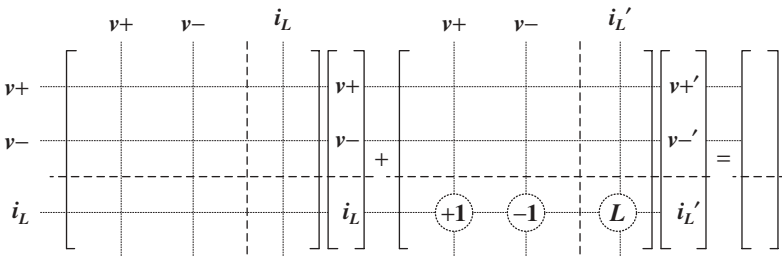 v+ v− i_L v+ v− i_L′
v+ v+ v+′
v− v− v−′
+ =
i_L i_L +1 −1 L i_L′